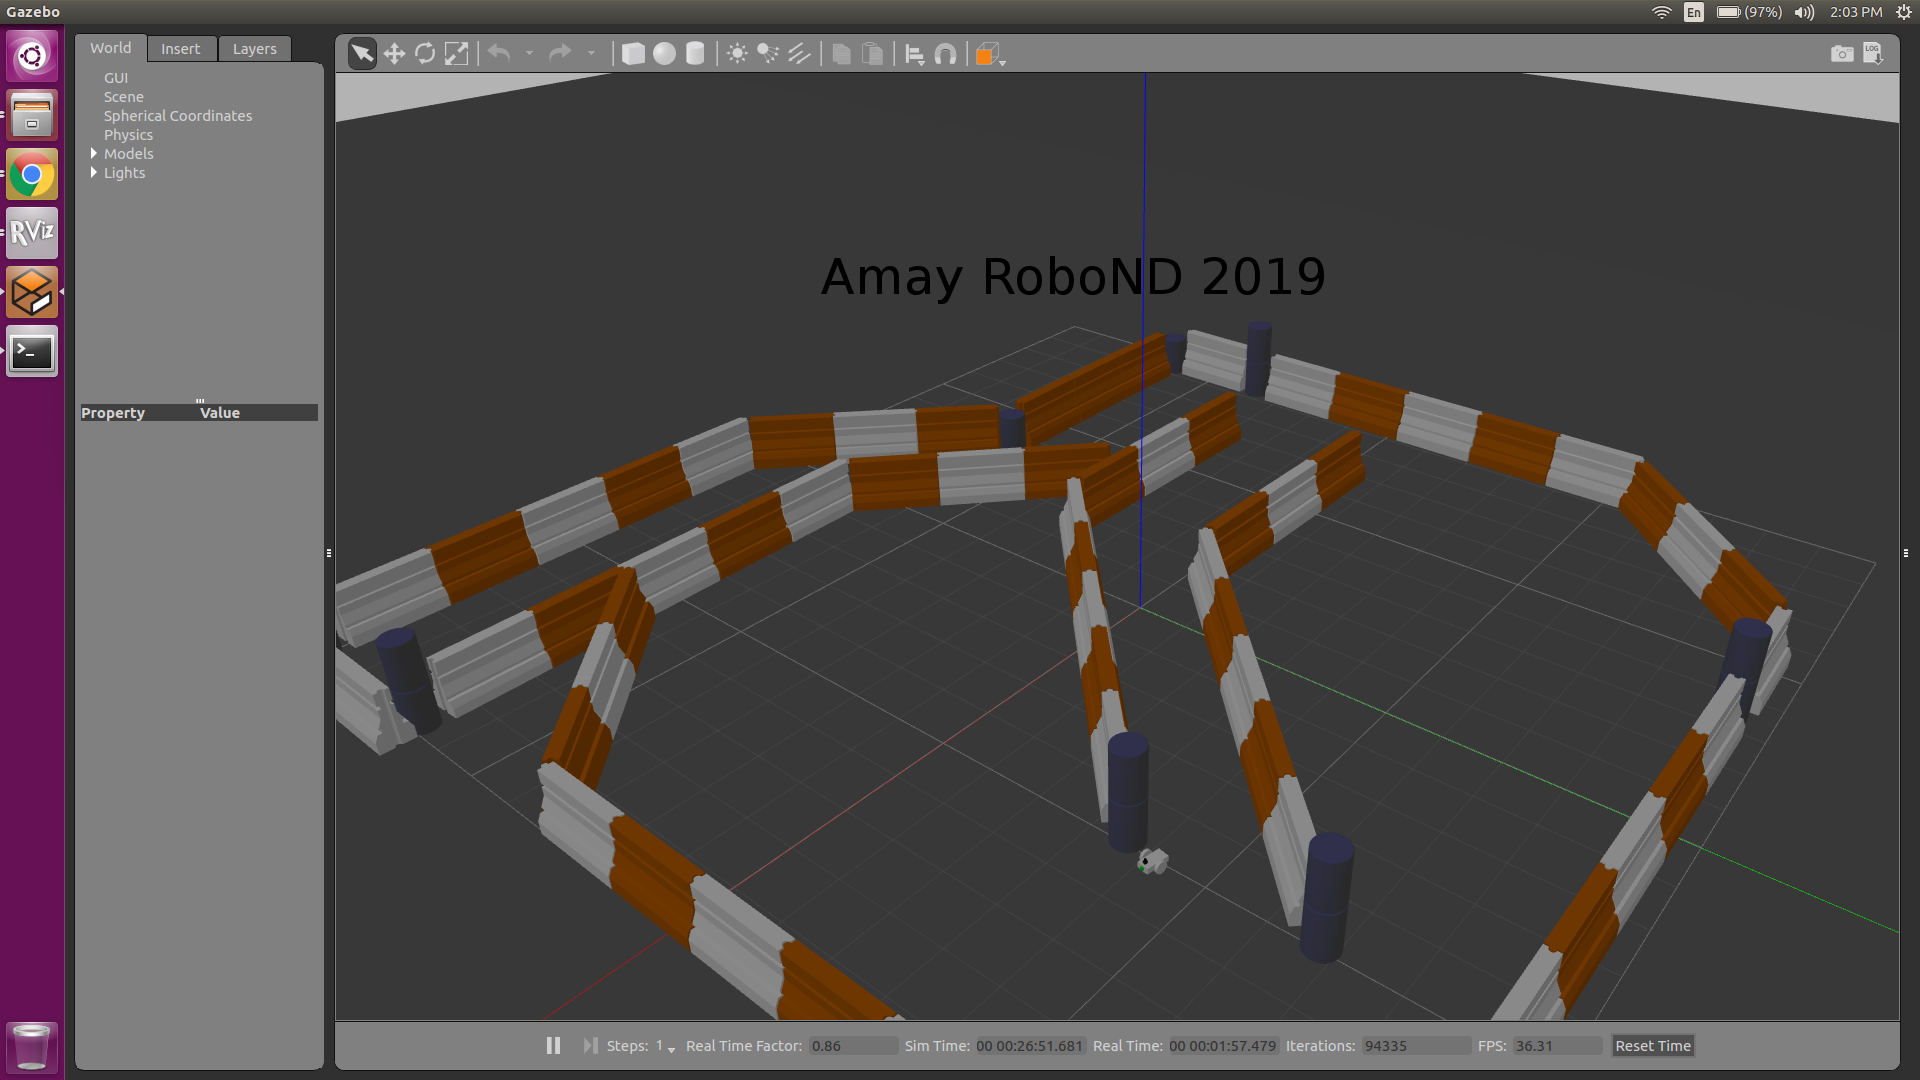 Gazebo
En (97%) 2:03 PM
World Insert Layers
GUI
Scene
Spherical Coordinates
Physics
Models
Lights
Property Value
RViz
LOG
Amay RoboND 2019
Steps: 1 Real Time Factor: 0.86 Sim Time: 00 00:26:51.681 Real Time: 00 00:01:57.479 Iterations: 94335 FPS: 36.31 Reset Time